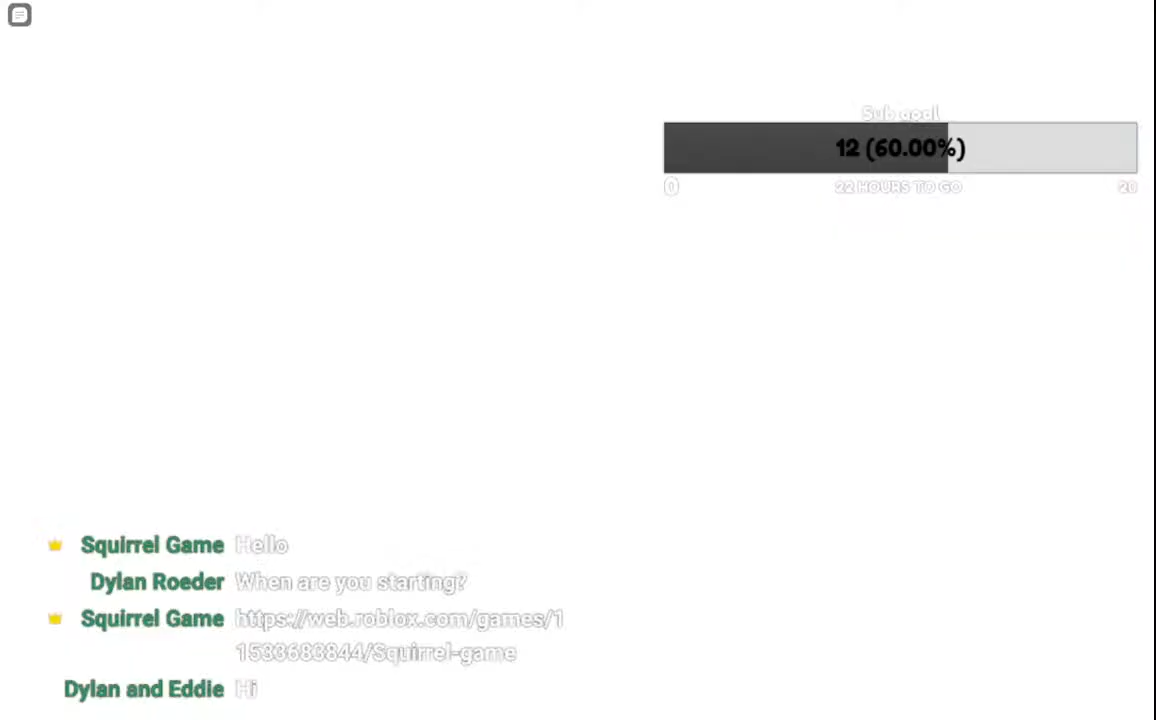 Sub goal
12 (60.00%)
0 22 HOURS TO GO 20
Squirrel Game Hello
Dylan Roeder When are you starting?
Squirrel Game https://web.roblox.com/games/1
1533683844/Squirrel-game
Dylan and Eddie Hi